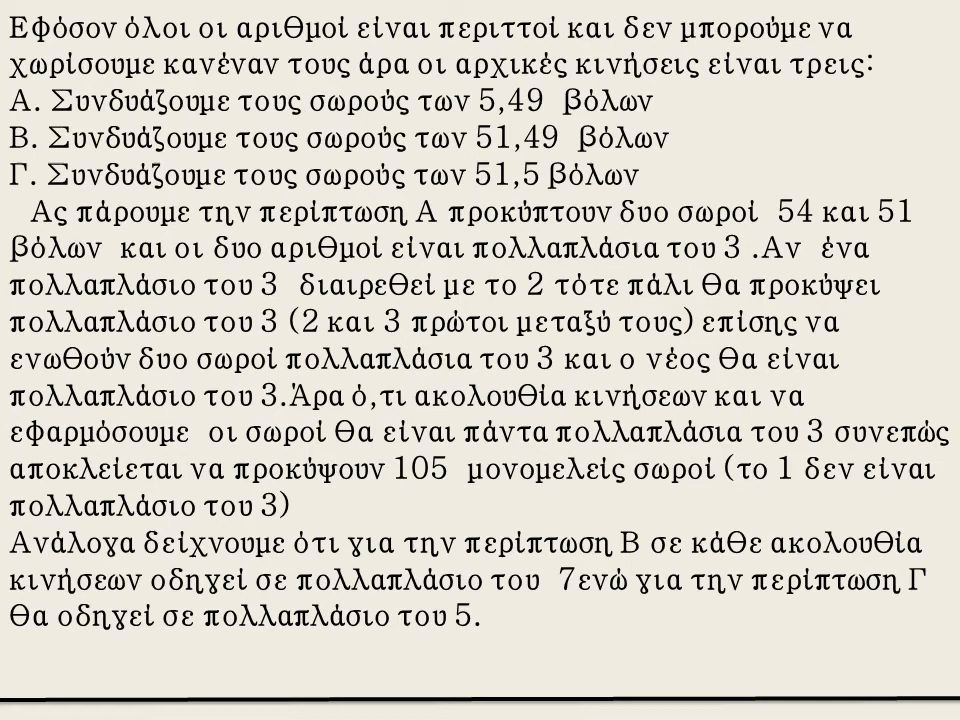 Εφόσον όλοι οι αριθμοί είναι περιττοί και δεν μπορούμε να
χωρίσουμε κανέναν τους άρα οι αρχικές κινήσεις είναι τρεις:
Α. Συνδυάζουμε τους σωρούς των 5,49 βόλων
Β. Συνδυάζουμε τους σωρούς των 51,49 βόλων
Γ. Συνδυάζουμε τους σωρούς των 51,5 βόλων
Ας πάρουμε την περίπτωση Α προκύπτουν δυο σωροί 54 και 51
βόλων και οι δυο αριθμοί είναι πολλαπλάσια του 3 .Αν ένα
πολλαπλάσιο του 3 διαιρεθεί με το 2 τότε πάλι θα προκύψει
πολλαπλάσιο του 3 (2 και 3 πρώτοι μεταξύ τους) επίσης να
ενωθούν δυο σωροί πολλαπλάσια του 3 και ο νέος θα είναι
πολλαπλάσιο του 3.Άρα ό,τι ακολουθία κινήσεων και να
εφαρμόσουμε οι σωροί θα είναι πάντα πολλαπλάσια του 3 συνεπώς
αποκλείεται να προκύψουν 105 μονομελείς σωροί (το 1 δεν είναι
πολλαπλάσιο του 3)
Ανάλογα δείχνουμε ότι για την περίπτωση Β σε κάθε ακολουθία
κινήσεων οδηγεί σε πολλαπλάσιο του 7ενώ για την περίπτωση Γ
θα οδηγεί σε πολλαπλάσιο του 5.